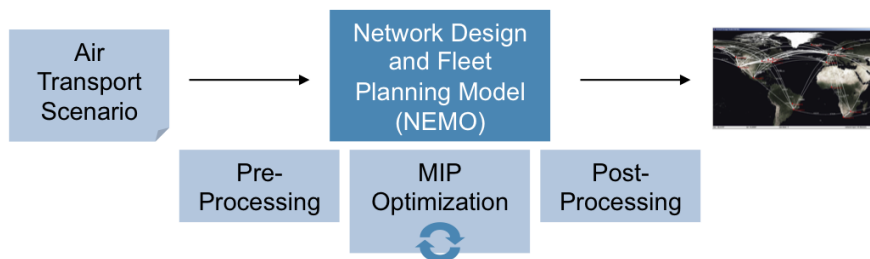 Air
Transport
Scenario
Network Design
and Fleet
Planning Model
(NEMO)
Pre-
Processing
MIP
Optimization
Post-
Processing